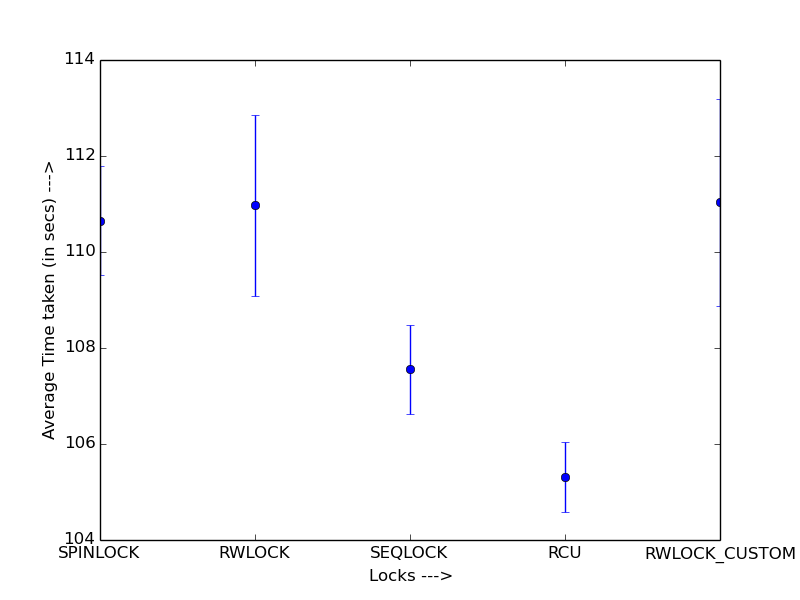 Average Time taken (in secs) --->
114
112
110
108
106
104
SPINLOCK RWLOCK SEQLOCK RCU RWLOCK_CUSTOM
Locks --->